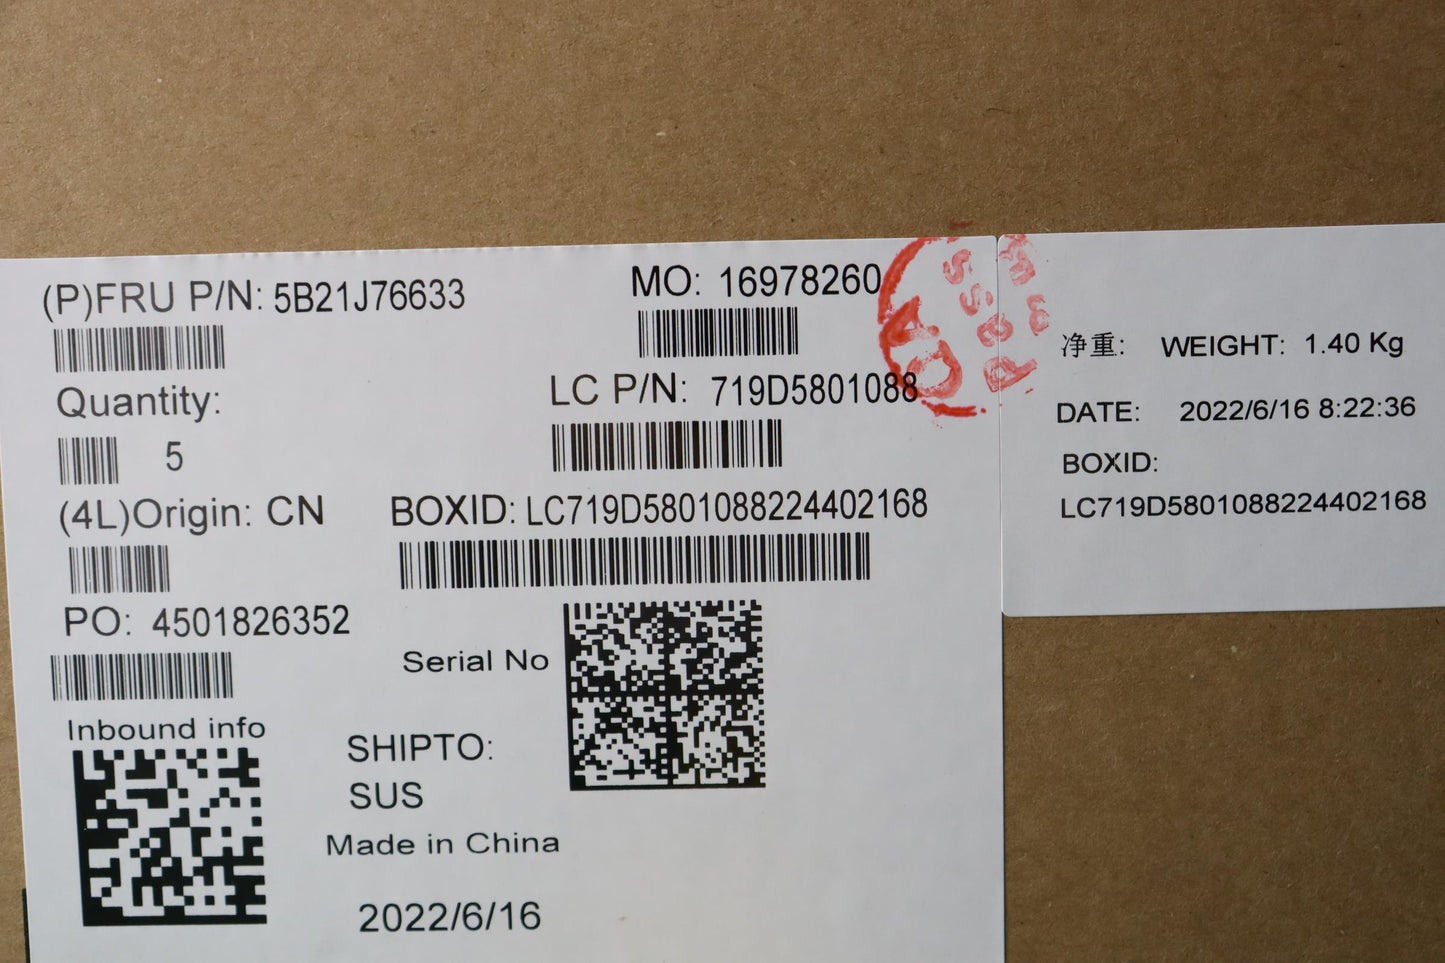 (P)FRU P/N: 5B21J76633
MO: 16978260
Quantity:
5
LC P/N: 719D5801088
(4L)Origin: CN
BOXID: LC719D5801088224402168
PO: 4501826352
Serial No
Inbound info
SHIPTO:
SUS
Made in China
2022/6/16
净重: WEIGHT: 1.40 Kg
DATE: 2022/6/16 8:22:36
BOXID:
LC719D5801088224402168